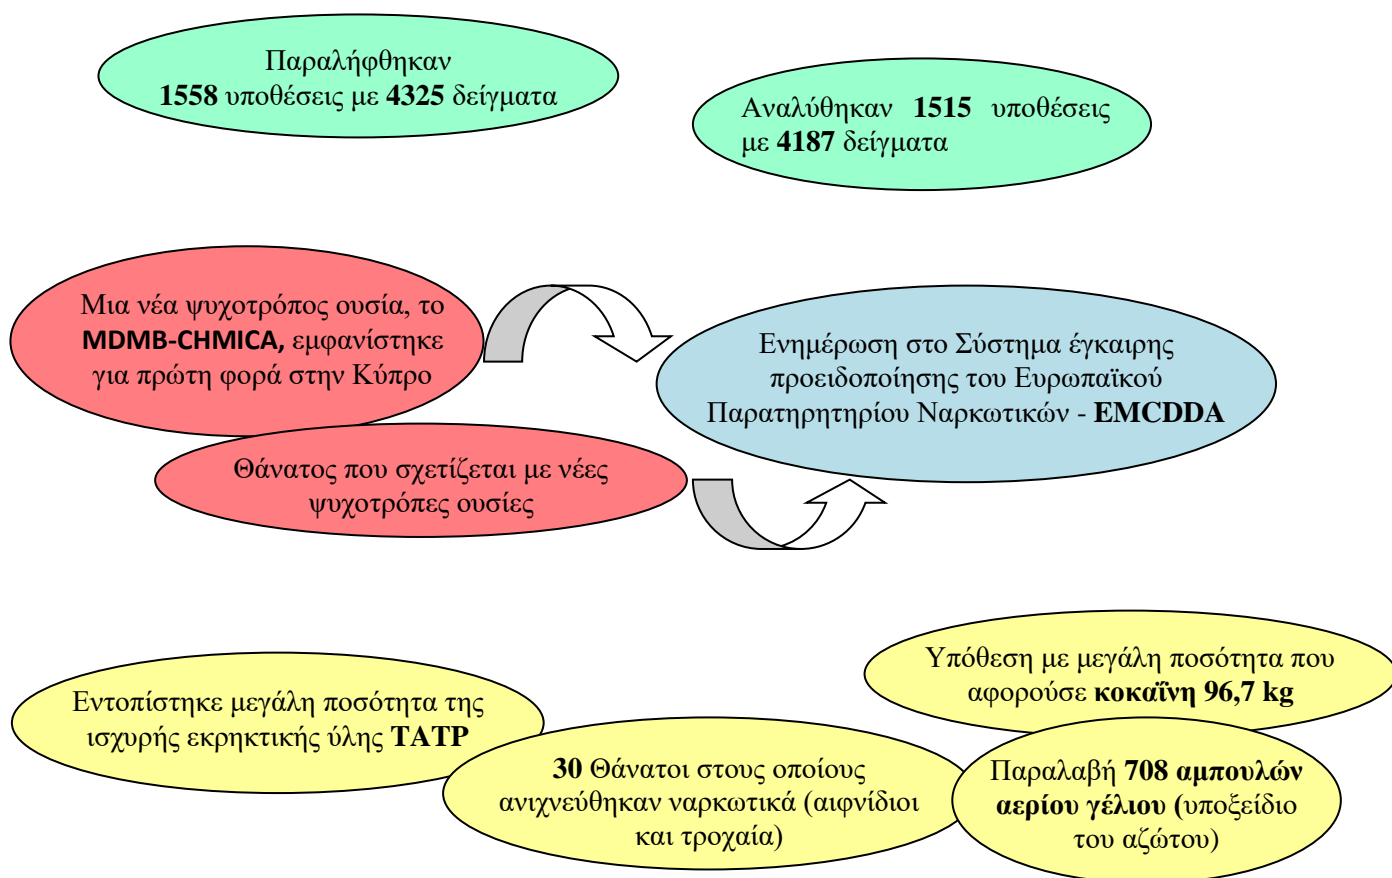 Παραλήφθηκαν
1558 υποθέσεις με 4325 δείγματα
Αναλύθηκαν 1515 υποθέσεις
με 4187 δείγματα
Μια νέα ψυχοτρόπος ουσία, το
MDMB-CHMICA, εμφανίστηκε
για πρώτη φορά στην Κύπρο
Ενημέρωση στο Σύστημα έγκαιρης
προειδοποίησης του Ευρωπαϊκού
Παρατηρητηρίου Ναρκωτικών - EMCDDA
Θάνατος που σχετίζεται με νέες
ψυχοτρόπες ουσίες
Υπόθεση με μεγάλη ποσότητα που
αφορούσε κοκαΐνη 96,7 kg
Εντοπίστηκε μεγάλη ποσότητα της
ισχυρής εκρηκτικής ύλης TATP
30 Θάνατοι στους οποίους
ανιχνεύθηκαν ναρκωτικά (αιφνίδιοι
και τροχαία)
Παραλαβή 708 αμπουλών
αερίου γέλιου (υποξείδιο
του αζώτου)